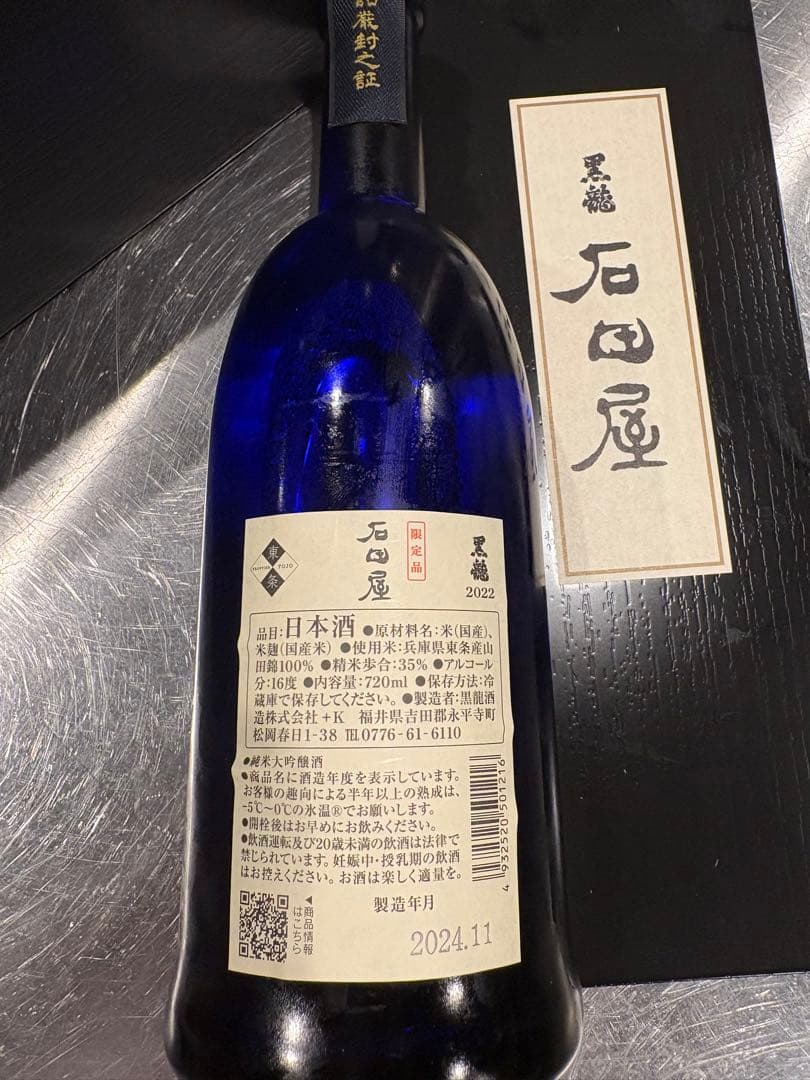 嚴封之証
黒龍
石田屋
東条
FRONTIER TOJO
石田屋
限定品
黒龍
2022
品目:日本酒 ●原材料名:米(国産)、
米麹(国産米) ●使用米:兵庫県東条産山
田錦100% ●精米歩合:35% ●アルコール
分:16度 ●内容量:720ml ●保存方法:冷
蔵庫で保存してください。 ●製造者:黒龍酒
造株式会社 +K 福井県吉田郡永平寺町
松岡春日1-38 TEL0776-61-6110
●純米大吟醸酒
●商品名に酒造年度を表示しています。
お客様の趣向による半年以上の熟成は、
-5℃〜0℃の氷温®でお願いします。
●開栓後はお早めにお飲みください。
●飲酒運転及び20歳未満の飲酒は法律で
禁じられています。妊娠中・授乳期の飲酒
はお控えください。お酒は楽しく適量を。
4 932520 501216
◀商品情報
はこちら
製造年月
2024.11